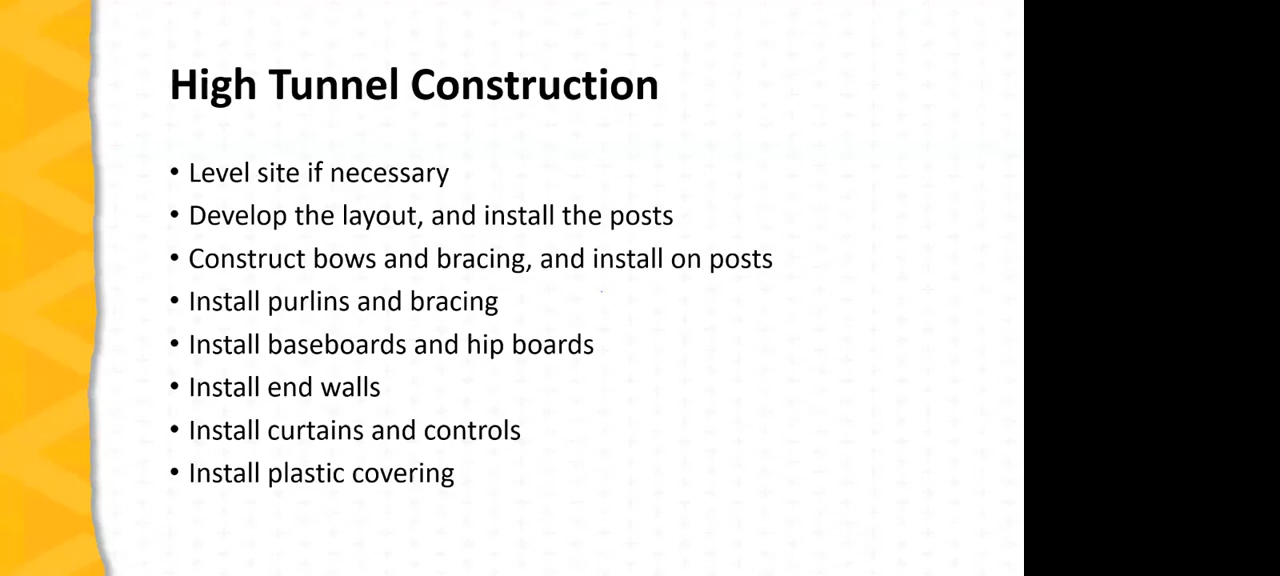 High Tunnel Construction
• Level site if necessary
• Develop the layout, and install the posts
• Construct bows and bracing, and install on posts
• Install purlins and bracing
• Install baseboards and hip boards
• Install end walls
• Install curtains and controls
• Install plastic covering